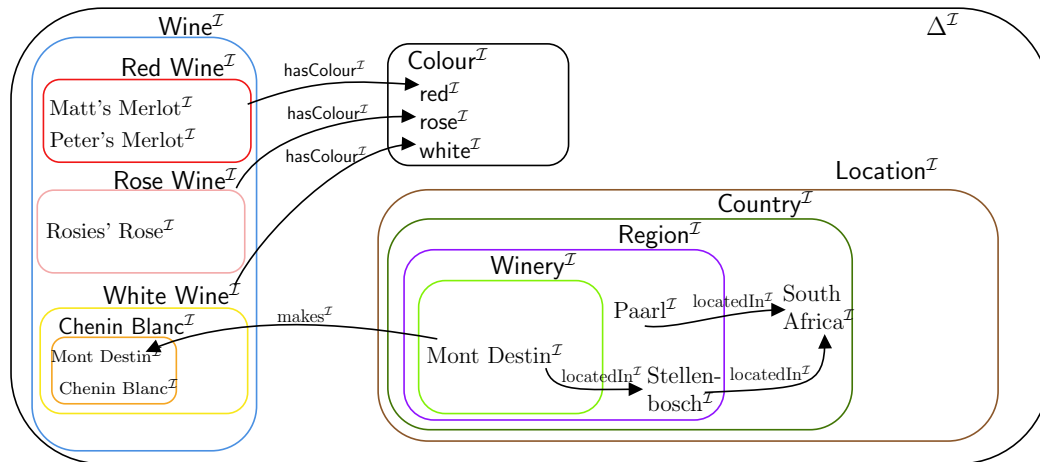 Wine^ℐ
Δ^ℐ
Red Wine^ℐ
Matt's Merlot^ℐ
Peter's Merlot^ℐ
hasColour^ℐ
hasColour^ℐ
hasColour^ℐ
Colour^ℐ
red^ℐ
rose^ℐ
white^ℐ
Rose Wine^ℐ
Rosies' Rose^ℐ
White Wine^ℐ
Chenin Blanc^ℐ
Mont Destin^ℐ
Chenin Blanc^ℐ
makes^ℐ
Location^ℐ
Country^ℐ
Region^ℐ
Winery^ℐ
Mont Destin^ℐ
locatedIn^ℐ
Paarl^ℐ
locatedIn^ℐ
Stellen-
bosch^ℐ
locatedIn^ℐ
South
Africa^ℐ